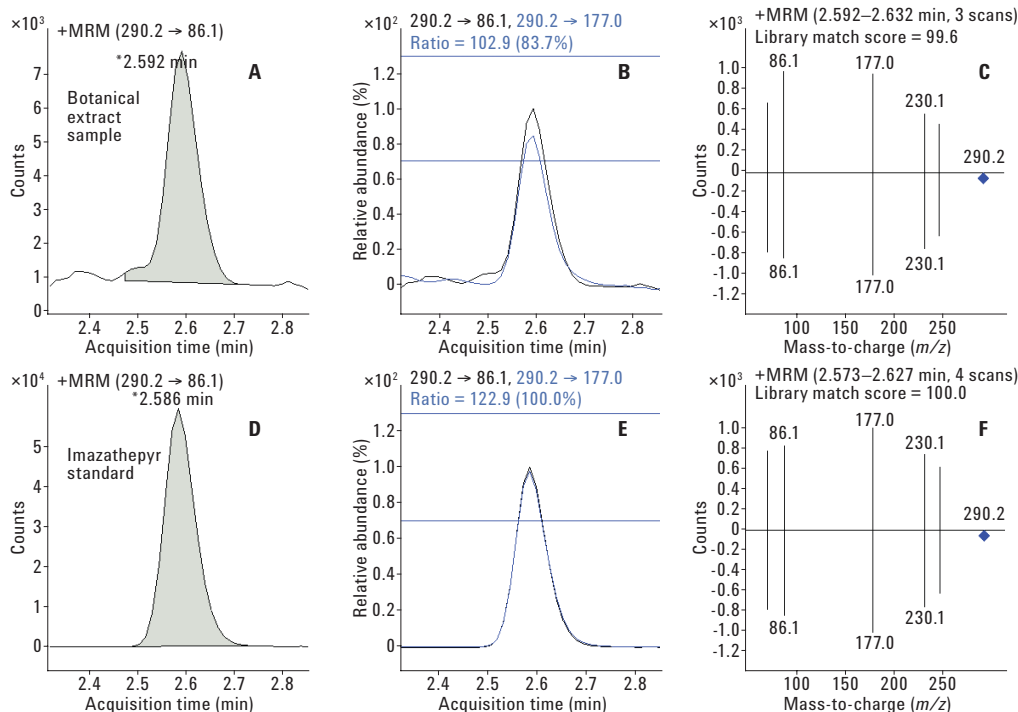 ×10³
+MRM (290.2 → 86.1)
*2.592 min
A
Botanical
extract
sample
7
6
5
4
3
2
1
0
Counts
2.4 2.5 2.6 2.7 2.8
Acquisition time (min)
×10²
290.2 → 86.1, 290.2 → 177.0
Ratio = 102.9 (83.7%)
B
1.2
1.0
0.8
0.6
0.4
0.2
0
Relative abundance (%)
2.4 2.5 2.6 2.7 2.8
Acquisition time (min)
×10³
+MRM (2.592–2.632 min, 3 scans)
Library match score = 99.6
C
86.1 177.0
230.1
290.2
1.0
0.8
0.6
0.4
0.2
0
-0.2
-0.4
-0.6
-0.8
-1.0
-1.2
Counts
86.1 177.0 230.1
100 150 200 250
Mass-to-charge (m/z)
×10⁴
+MRM (290.2 → 86.1)
*2.586 min
D
Imazathepyr
standard
5
4
3
2
1
0
Counts
2.4 2.5 2.6 2.7 2.8
Acquisition time (min)
×10²
290.2 → 86.1, 290.2 → 177.0
Ratio = 122.9 (100.0%)
E
1.2
1.0
0.8
0.6
0.4
0.2
0
Relative abundance (%)
2.4 2.5 2.6 2.7 2.8
Acquisition time (min)
×10³
+MRM (2.573–2.627 min, 4 scans)
Library match score = 100.0
F
86.1 177.0 230.1
290.2
1.0
0.8
0.6
0.4
0.2
0
-0.2
-0.4
-0.6
-0.8
-1.0
-1.2
Counts
86.1 177.0 230.1
100 150 200 250
Mass-to-charge (m/z)